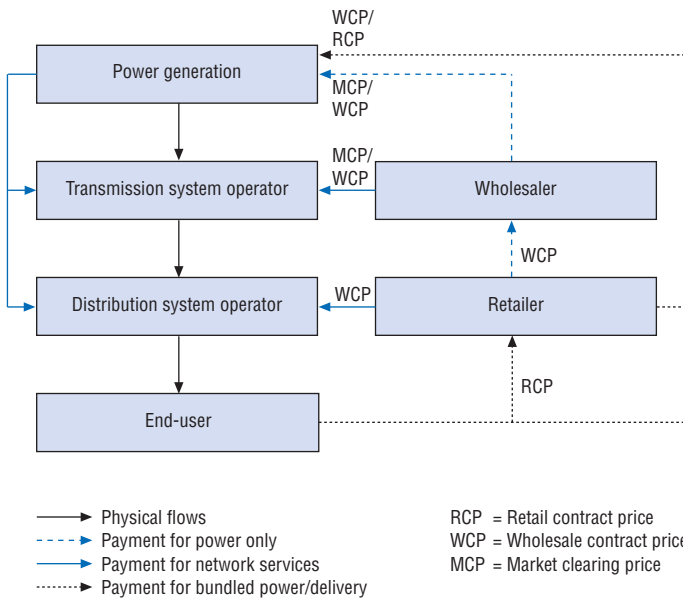 WCP/
RCP
Power generation
MCP/
WCP
MCP/
WCP
Transmission system operator
Wholesaler
WCP
Distribution system operator
WCP
Retailer
RCP
End-user
Physical flows
Payment for power only
Payment for network services
Payment for bundled power/delivery
RCP = Retail contract price
WCP = Wholesale contract price
MCP = Market clearing price